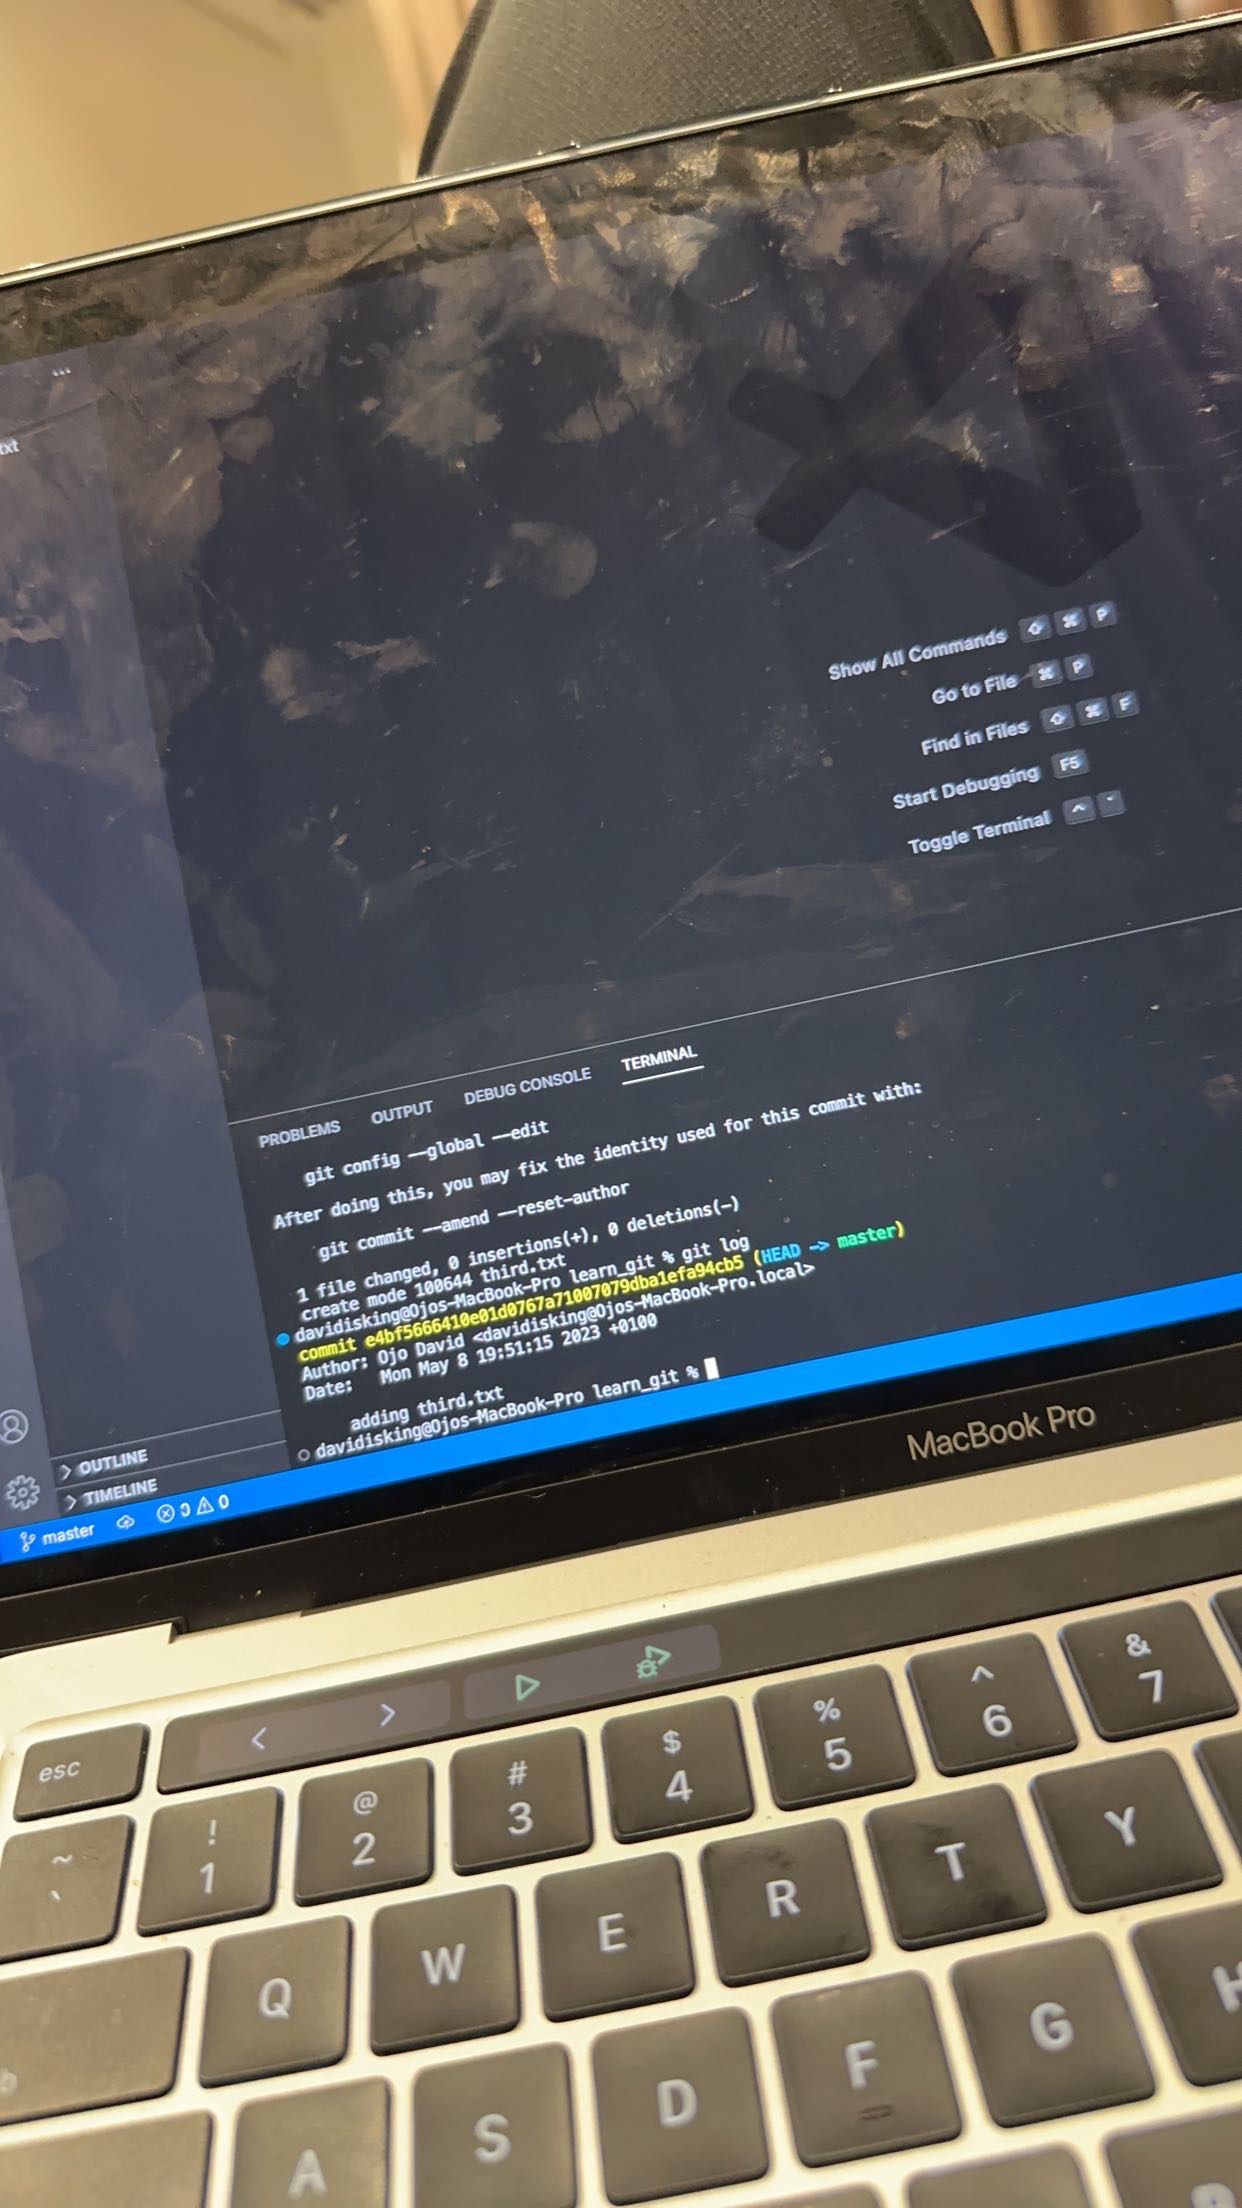 ...
txt
Show All Commands ⇧ ⌘ P
Go to File ⌘ P
Find in Files ⇧ ⌘ F
Start Debugging F5
Toggle Terminal ^ `
PROBLEMS OUTPUT DEBUG CONSOLE TERMINAL
git config --global --edit
After doing this, you may fix the identity used for this commit with:
git commit --amend --reset-author
1 file changed, 0 insertions(+), 0 deletions(-)
create mode 100644 third.txt
davidisking@Ojos-MacBook-Pro learn_git % git log
commit e4bf5666410e01d0767a71007079dba1efa94cb5 (HEAD -> master)
Author: Ojo David <davidisking@Ojos-MacBook-Pro.local>
Date: Mon May 8 19:51:15 2023 +0100
adding third.txt
davidisking@Ojos-MacBook-Pro learn_git %
> OUTLINE
> TIMELINE
master 0 0
MacBook Pro
esc < >
~ ! @ # $ % ^ &
` 1 2 3 4 5 6 7
Q W E R T Y
A S D F G H